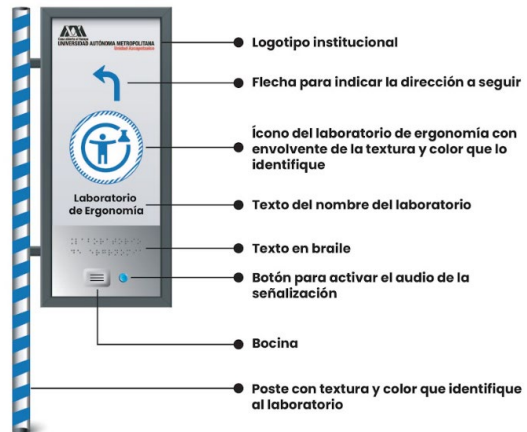 UNIVERSIDAD AUTÓNOMA METROPOLITANA
Unidad Azcapotzalco
Logotipo institucional
Flecha para indicar la dirección a seguir
Ícono del laboratorio de ergonomía con
envolvente de la textura y color que lo
identifique
Laboratorio
de Ergonomía
Texto del nombre del laboratorio
Texto en braile
Botón para activar el audio de la
señalización
Bocina
Poste con textura y color que identifique
al laboratorio